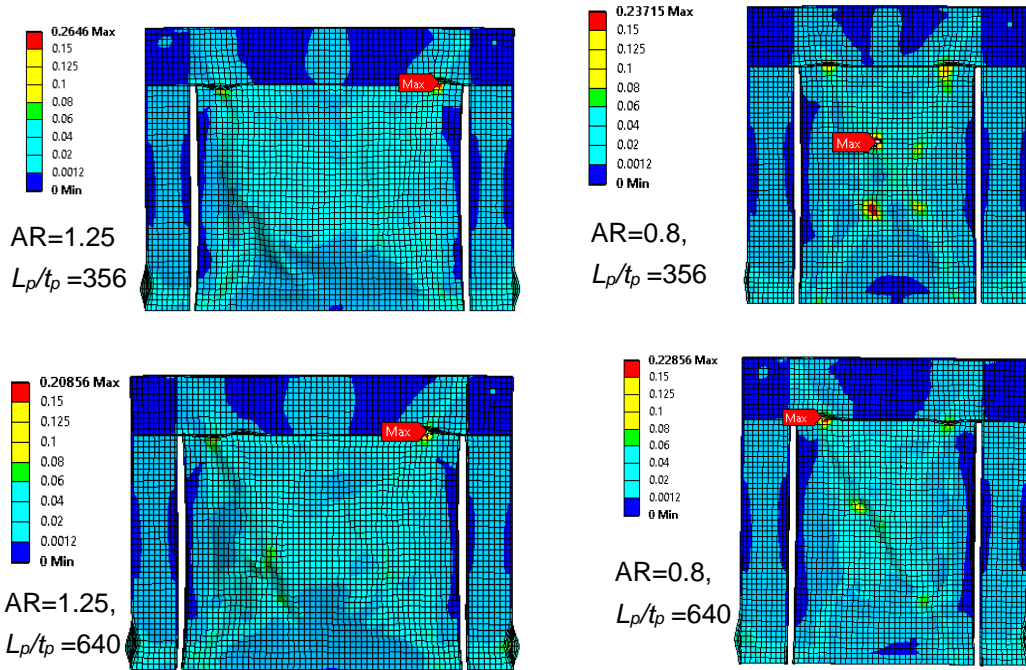 0.2646 Max
0.15
0.125
0.1
0.08
0.06
0.04
0.02
0.0012
0 Min
Max
AR=1.25
Lp/tp =356
0.23715 Max
0.15
0.125
0.1
0.08
0.06
0.04
0.02
0.0012
0 Min
Max
AR=0.8,
Lp/tp =356
0.20856 Max
0.15
0.125
0.1
0.08
0.06
0.04
0.02
0.0012
0 Min
Max
AR=1.25,
Lp/tp =640
0.22856 Max
0.15
0.125
0.1
0.08
0.06
0.04
0.02
0.0012
0 Min
Max
AR=0.8,
Lp/tp =640